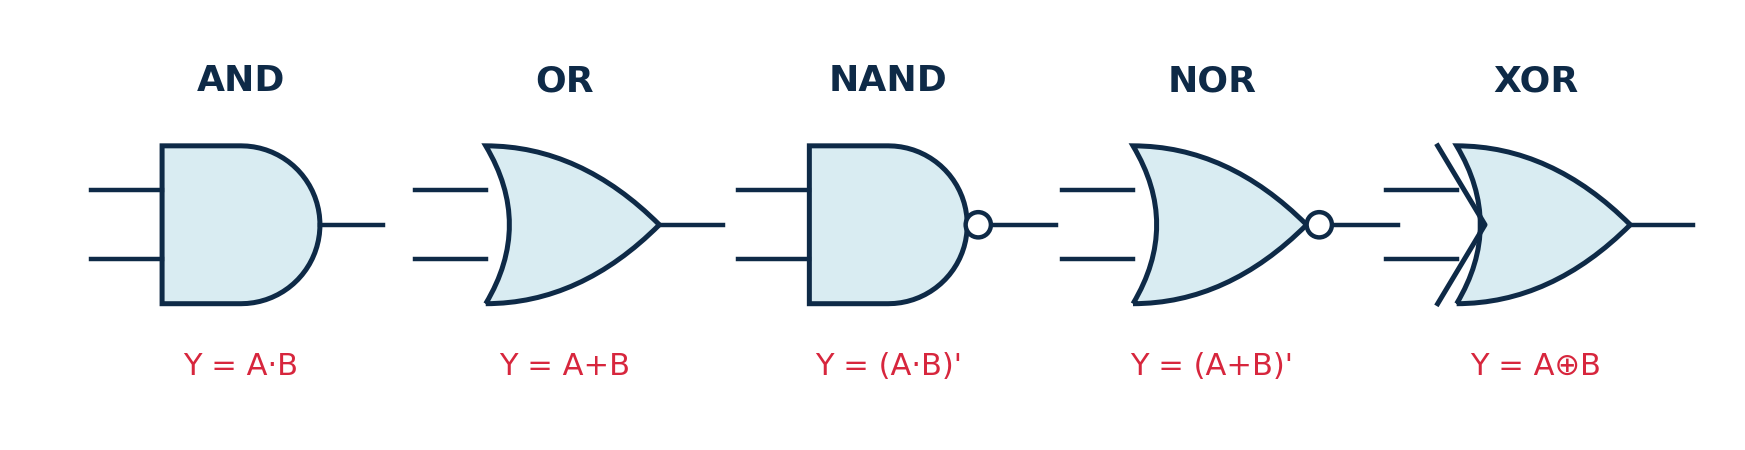 AND OR NAND NOR XOR
Y = A·B Y = A+B Y = (A·B)' Y = (A+B)' Y = A⊕B